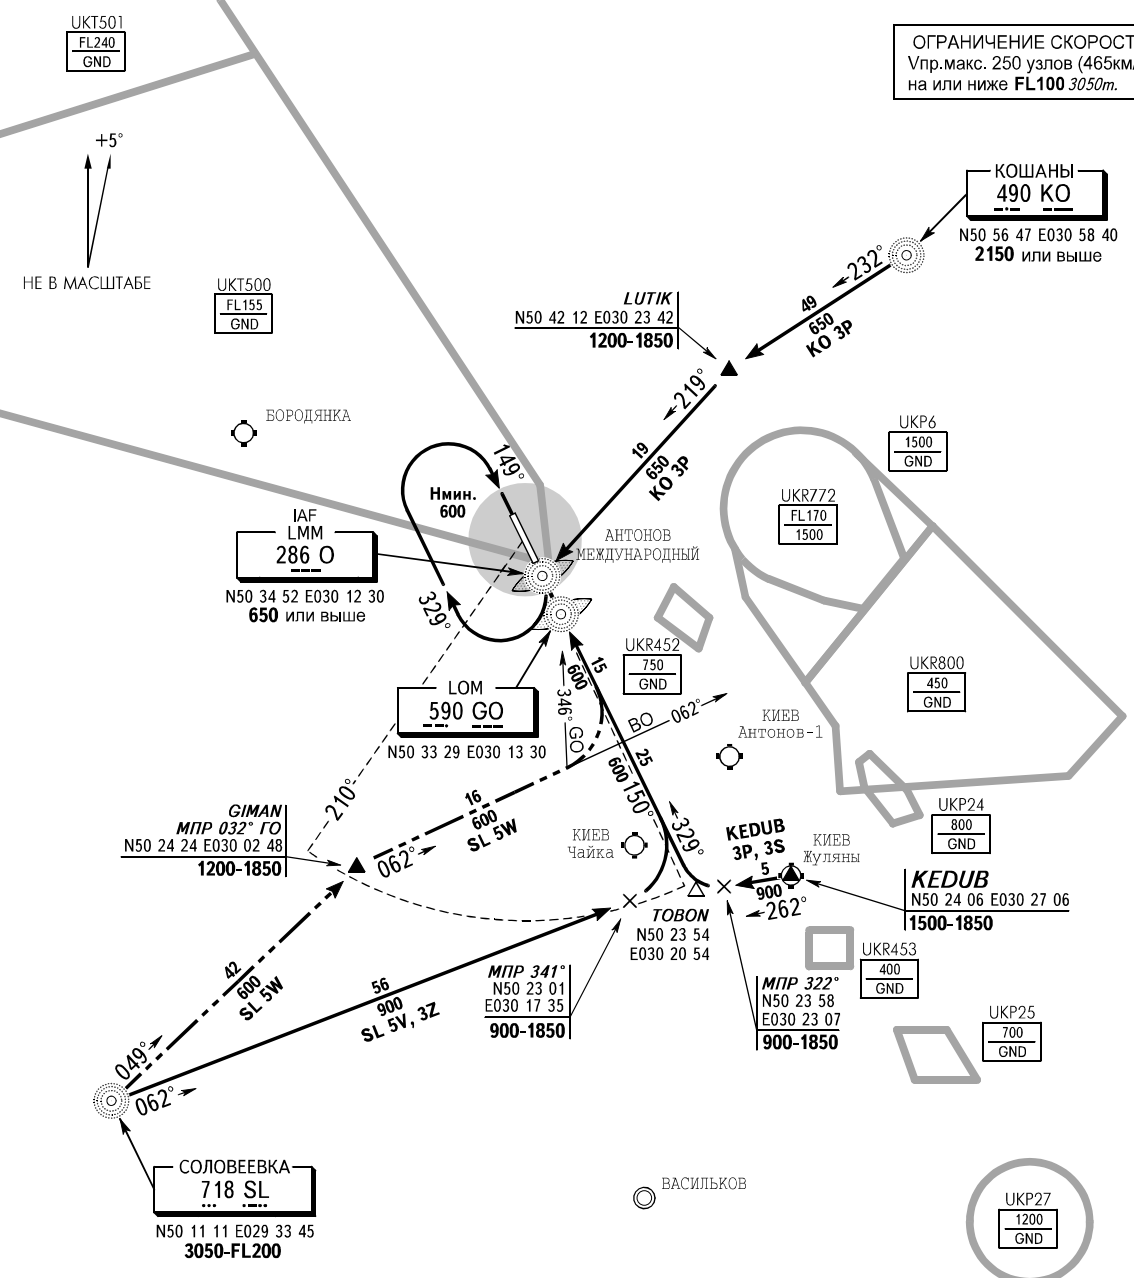 UKT501
FL240
GND
ОГРАНИЧЕНИЕ СКОРОСТ
Vпр.макс. 250 узлов (465км/
на или ниже FL100 3050m.
+5°
НЕ В МАСШТАБЕ
КОШАНЫ
490 KO
N50 56 47 E030 58 40
2150 или выше
UKT500
FL155
GND
LUTIK
N50 42 12 E030 23 42
1200-1850
232°
49
650
KO 3P
219°
19
650
KO 3P
БОРОДЯНКА
UKP6
1500
GND
149°
Нмин.
600
UKR772
FL170
1500
IAF
LMM
286 O
N50 34 52 E030 12 30
650 или выше
АНТОНОВ
МЕЖДУНАРОДНЫЙ
329°
UKR452
750
GND
UKR800
450
GND
LOM
590 GO
N50 33 29 E030 13 30
15
600
346° GO
BO 062°
КИЕВ
Антонов-1
25
600
150°
210°
GIMAN
МПР 032° ГО
N50 24 24 E030 02 48
1200-1850
16
600
SL 5W
062°
КИЕВ
Чайка
329°
KEDUB
3P, 3S
5
900
262°
КИЕВ
Жуляны
UKP24
800
GND
KEDUB
N50 24 06 E030 27 06
1500-1850
TOBON
N50 23 54
E030 20 54
МПР 341°
N50 23 01
E030 17 35
900-1850
МПР 322°
N50 23 58
E030 23 07
900-1850
UKR453
400
GND
42
600
SL 5W
56
900
SL 5V, 3Z
UKP25
700
GND
049°
062°
СОЛОВЕЕВКА
718 SL
N50 11 11 E029 33 45
3050-FL200
ВАСИЛЬКОВ
UKP27
1200
GND